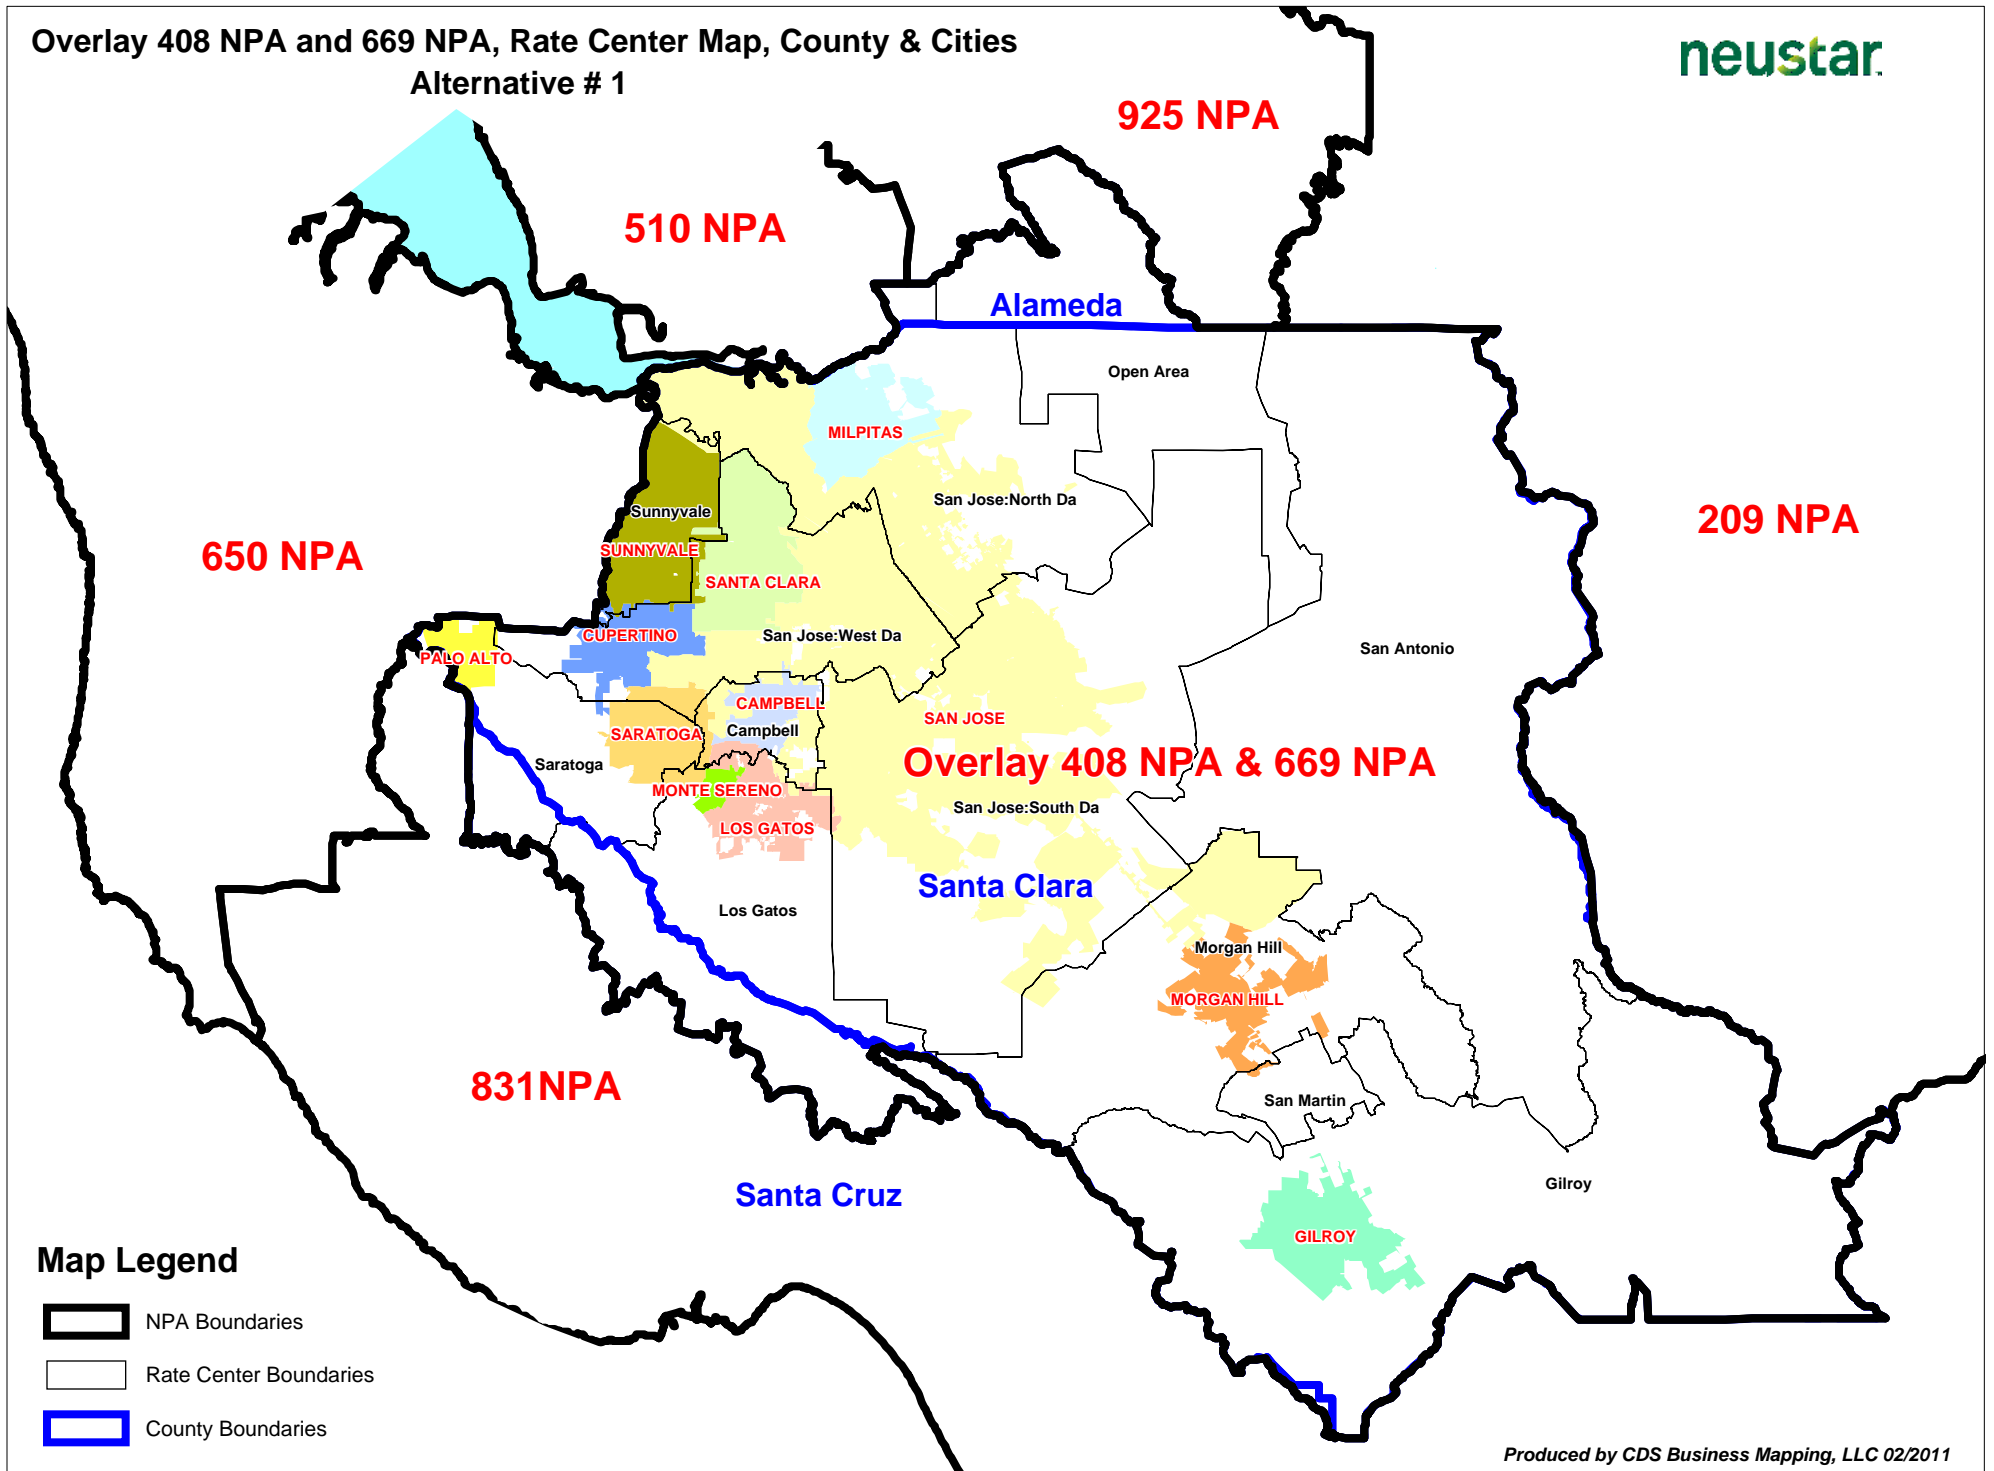 Overlay 408 NPA and 669 NPA, Rate Center Map, County & Cities
Alternative # 1
neustar
925 NPA
510 NPA
Alameda
Open Area
MILPITAS
San Jose:North Da
209 NPA
650 NPA
Sunnyvale
SUNNYVALE
SANTA CLARA
CUPERTINO
San Jose:West Da
PALO ALTO
San Antonio
CAMPBELL
Campbell
SAN JOSE
SARATOGA
Saratoga
Overlay 408 NPA & 669 NPA
MONTE SERENO
San Jose:South Da
LOS GATOS
Santa Clara
Los Gatos
Morgan Hill
MORGAN HILL
831NPA
San Martin
Santa Cruz
Gilroy
GILROY
Map Legend
NPA Boundaries
Rate Center Boundaries
County Boundaries
Produced by CDS Business Mapping, LLC 02/2011